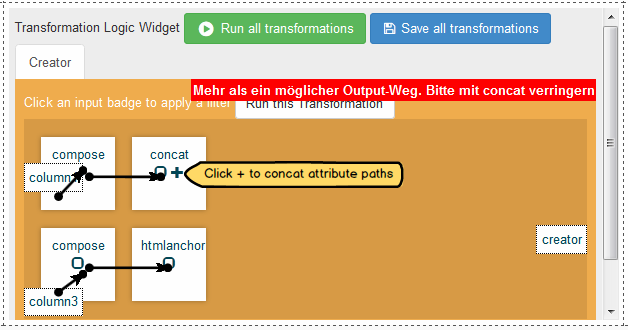 Transformation Logic Widget
Run all transformations
Save all transformations
Creator
Mehr als ein möglicher Output-Weg. Bitte mit concat verringern
Click an input badge to apply a filter
Run this Transformation
compose
concat
column
Click + to concat attribute paths
creator
compose
htmlanchor
column3